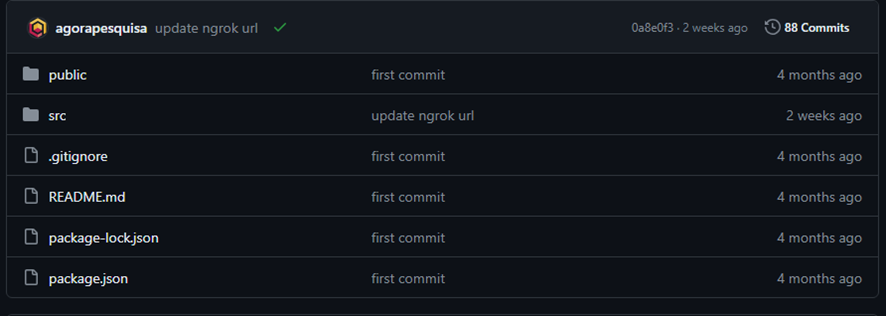 agorapesquisa update ngrok url 0a8e0f3 · 2 weeks ago 88 Commits
public first commit 4 months ago
src update ngrok url 2 weeks ago
.gitignore first commit 4 months ago
README.md first commit 4 months ago
package-lock.json first commit 4 months ago
package.json first commit 4 months ago